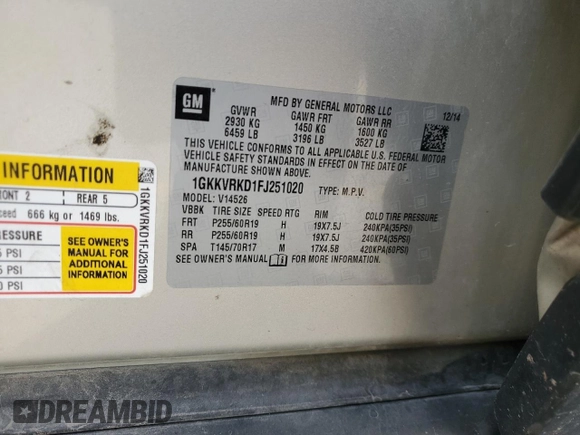 GM
MFD BY GENERAL MOTORS LLC
12/14
GVWR GAWR FRT GAWR RR
2930 KG 1450 KG 1600 KG
6459 LB 3196 LB 3527 LB
THIS VEHICLE CONFORMS TO ALL APPLICABLE U.S. FEDERAL MOTOR
VEHICLE SAFETY STANDARDS IN EFFECT ON THE DATE OF
MANUFACTURE SHOWN ABOVE.
1GKKVRKD1FJ251020 TYPE: M.P.V.
MODEL: V14526
VBBK TIRE SIZE SPEED RTG RIM COLD TIRE PRESSURE
FRT P255/60R19 H 19X7.5J 240KPA(35PSI)
RR P255/60R19 H 19X7.5J 240KPA(35PSI)
SPA T145/70R17 M 17X4.5B 420KPA(60PSI)
SEE OWNER'S MANUAL FOR MORE INFORMATION.
INFORMATION
2 REAR 5
666 kg or 1469 lbs.
SEE OWNER'S
MANUAL FOR
ADDITIONAL
INFORMATION
PSI
PSI
PSI
1GKKVRKD1FJ251020
DREAMBID